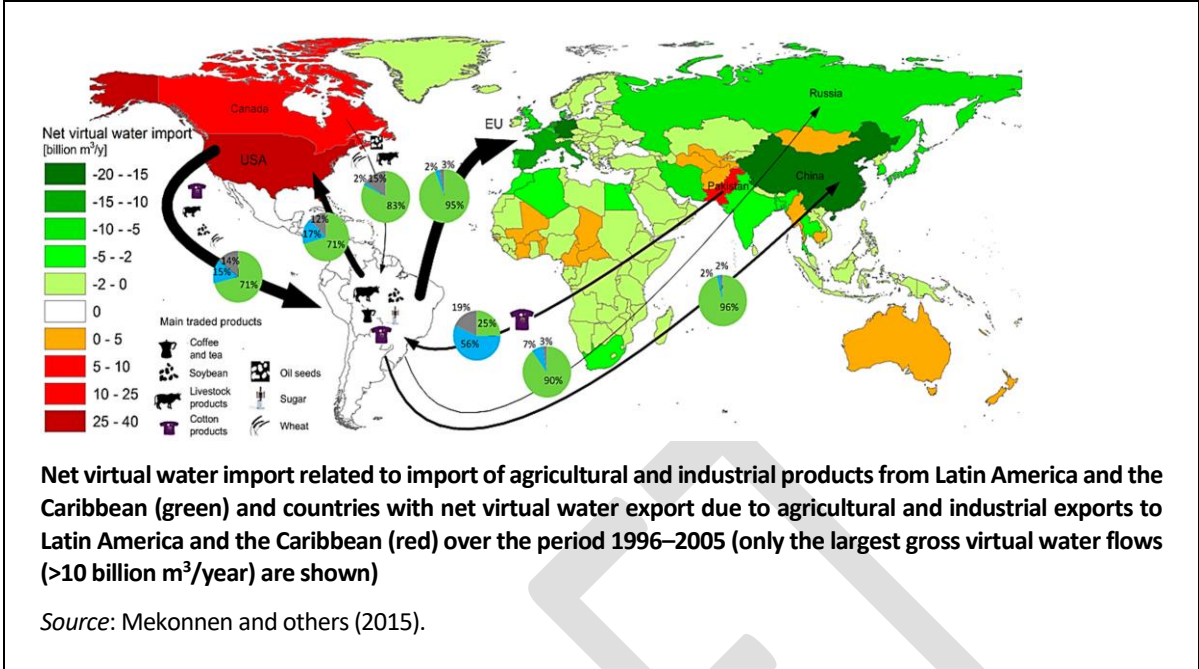 Canada
Russia
EU
USA
China
Pakistan
Net virtual water import
[billion m³/y]
-20 - -15
-15 - -10
-10 - -5
-5 - -2
-2 - 0
0
0 - 5
5 - 10
10 - 25
25 - 40
Main traded products
Coffee
and tea
Soybean
Livestock
products
Cotton
products
Oil seeds
Sugar
Wheat
2% 15%
83%
2% 3%
95%
12%
17%
71%
14%
15%
71%
19%
25%
56%
7% 3%
90%
2% 2%
96%
Net virtual water import related to import of agricultural and industrial products from Latin America and the
Caribbean (green) and countries with net virtual water export due to agricultural and industrial exports to
Latin America and the Caribbean (red) over the period 1996–2005 (only the largest gross virtual water flows
(>10 billion m³/year) are shown)
Source: Mekonnen and others (2015).